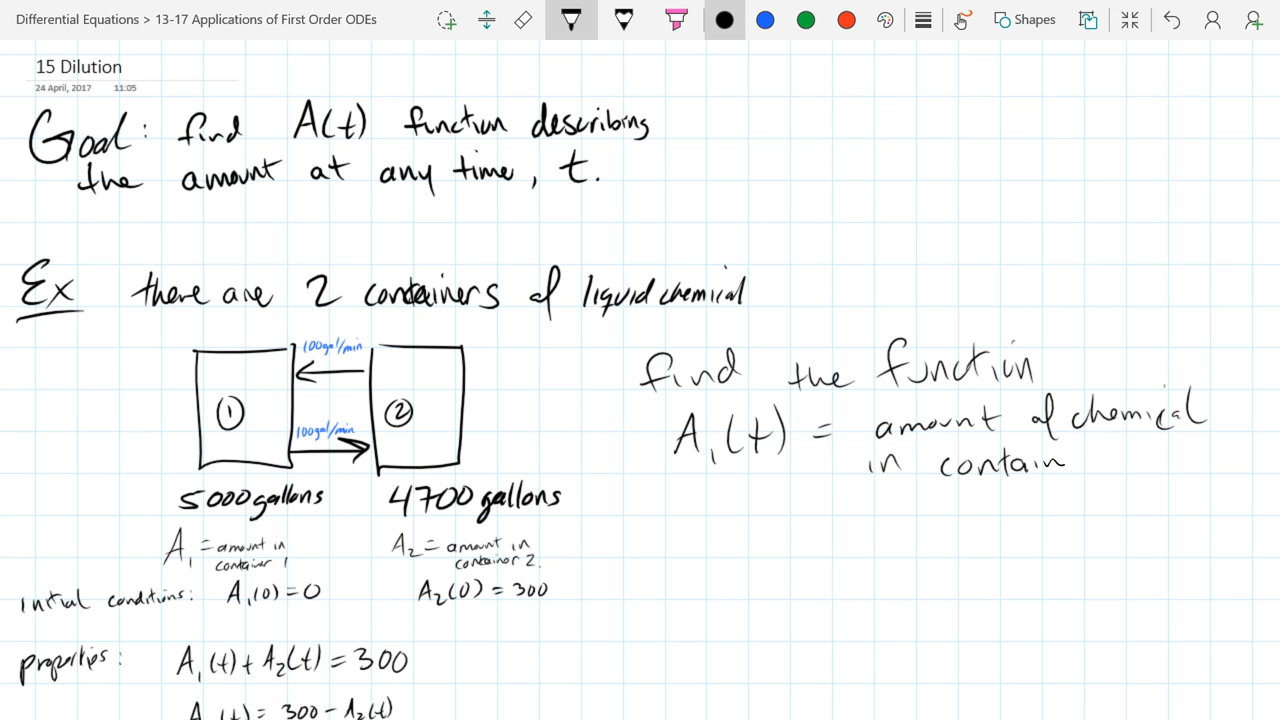 Differential Equations > 13-17 Applications of First Order ODEs
Shapes
15 Dilution
24 April, 2017 11:05
Goal: find A(t) function describing
the amount at any time, t.
Ex there are 2 containers of liquid chemical
100gal/min
① ②
100gal/min
5000 gallons 4700 gallons
A₁ = amount in container 1
A₂ = amount in container 2.
initial conditions: A₁(0) = 0 A₂(0) = 300
properties: A₁(t) + A₂(t) = 300
A₁(t) = 300 - A₂(t)
find the function
A₁(t) = amount of chemical
in contain